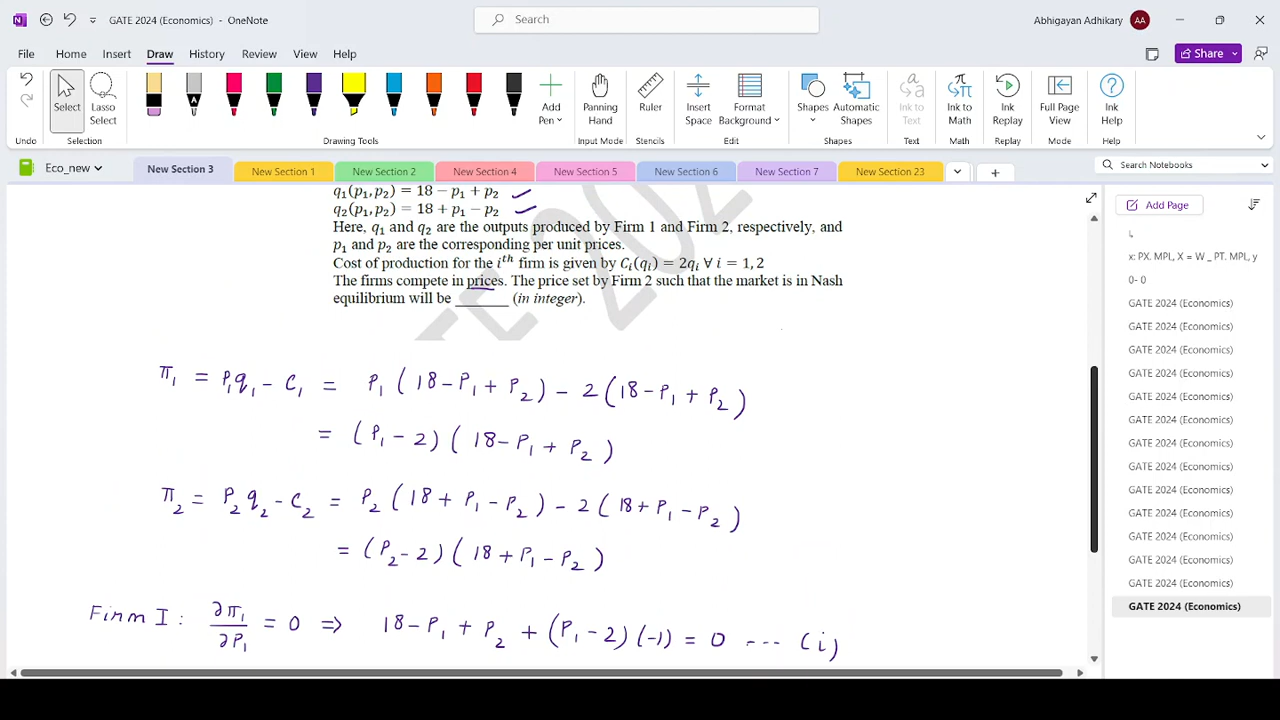 GATE 2024 (Economics) - OneNote
Search
Abhigayan Adhikary AA
File Home Insert Draw History Review View Help
Share
Undo
Select
Lasso Select
Add Pen
Panning Hand
Ruler
Insert Space
Format Background
Shapes
Automatic Shapes
Ink to Text
Ink to Math
Ink Replay
Full Page View
Ink Help
Undo Selection Drawing Tools Input Mode Stencils Edit Shapes Text Math Replay Mode Help
Eco_new New Section 3 New Section 1 New Section 2 New Section 4 New Section 5 New Section 6 New Section 7 New Section 23 + Search Notebooks
q₁(p₁,p₂) = 18 − p₁ + p₂
q₂(p₁,p₂) = 18 + p₁ − p₂
Here, q₁ and q₂ are the outputs produced by Firm 1 and Firm 2, respectively, and
p₁ and p₂ are the corresponding per unit prices.
Cost of production for the iᵗʰ firm is given by Cᵢ(qᵢ) = 2qᵢ ∀ i = 1,2
The firms compete in prices. The price set by Firm 2 such that the market is in Nash
equilibrium will be ______ (in integer).
π₁ = P₁q₁ − C₁ = P₁(18 − P₁ + P₂) − 2(18 − P₁ + P₂)
= (P₁ − 2)(18 − P₁ + P₂)
π₂ = P₂q₂ − C₂ = P₂(18 + P₁ − P₂) − 2(18 + P₁ − P₂)
= (P₂ − 2)(18 + P₁ − P₂)
Firm I: ∂π₁/∂P₁ = 0 ⇒ 18 − P₁ + P₂ + (P₁ − 2)(−1) = 0 --- (i)
Add Page
x: PX. MPL, X = W _ PT. MPL, y
0- 0
GATE 2024 (Economics)
GATE 2024 (Economics)
GATE 2024 (Economics)
GATE 2024 (Economics)
GATE 2024 (Economics)
GATE 2024 (Economics)
GATE 2024 (Economics)
GATE 2024 (Economics)
GATE 2024 (Economics)
GATE 2024 (Economics)
GATE 2024 (Economics)
GATE 2024 (Economics)
GATE 2024 (Economics)
GATE 2024 (Economics)